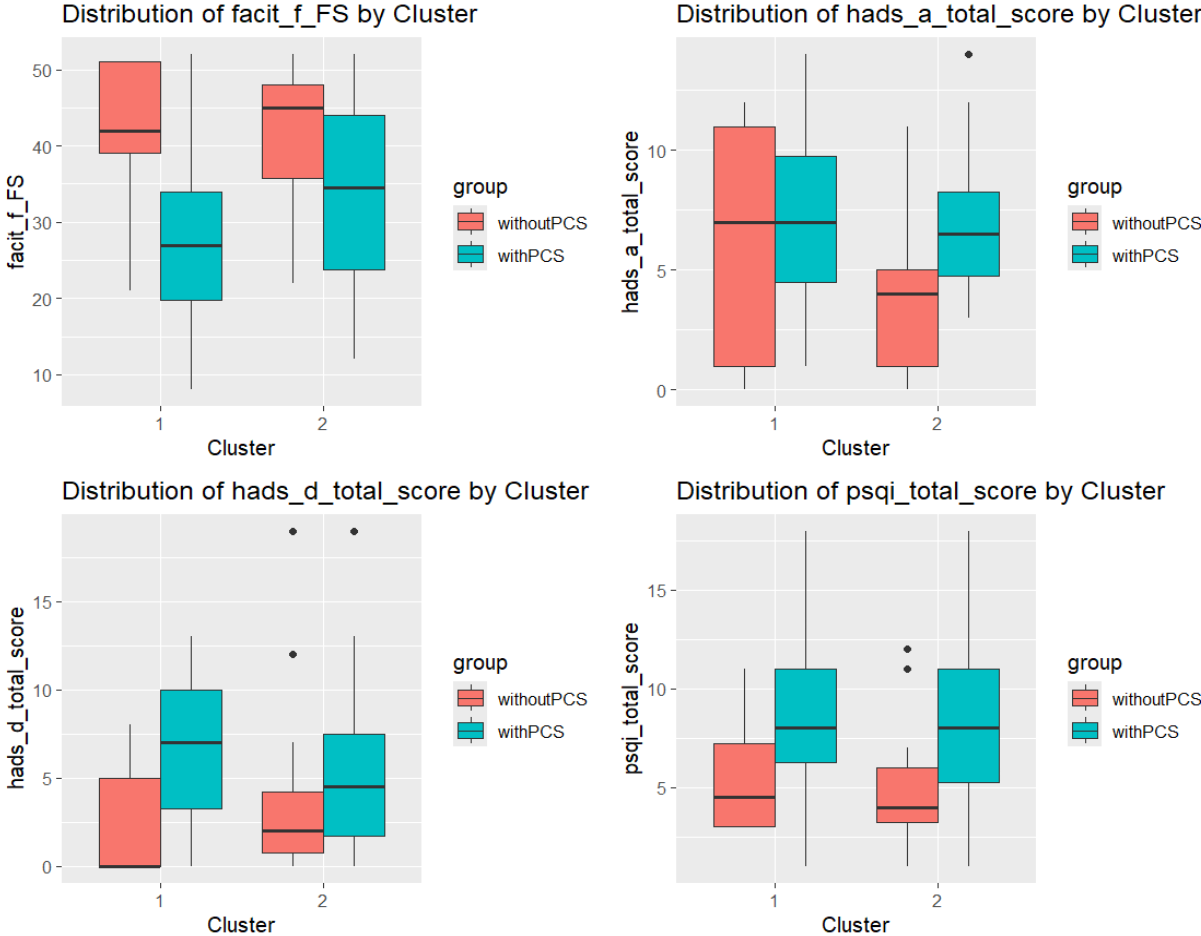 Distribution of facit_f_FS by Cluster
50
40
30
20
10
facit_f_FS
1
2
Cluster
group
withoutPCS
withPCS
Distribution of hads_a_total_score by Cluster
10
5
0
hads_a_total_score
1
2
Cluster
group
withoutPCS
withPCS
Distribution of hads_d_total_score by Cluster
15
10
5
0
hads_d_total_score
1
2
Cluster
group
withoutPCS
withPCS
Distribution of psqi_total_score by Cluster
15
10
5
psqi_total_score
1
2
Cluster
group
withoutPCS
withPCS